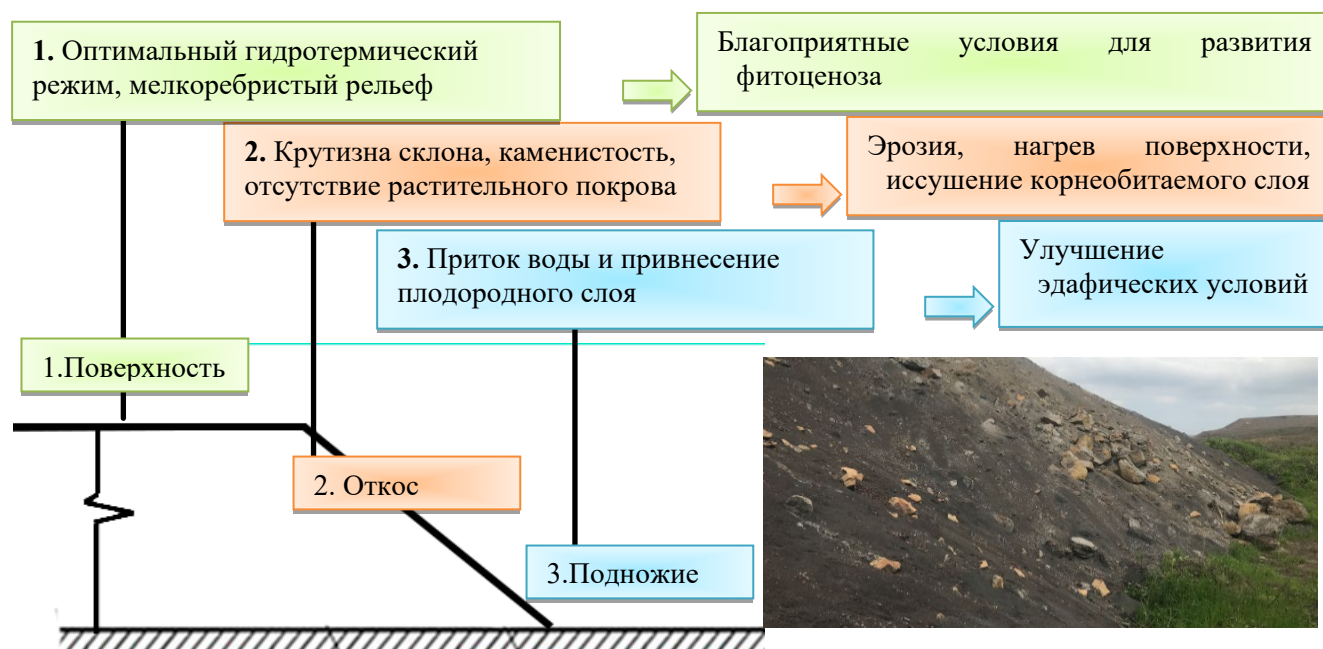 1. Оптимальный гидротермический
режим, мелкоребристый рельеф
Благоприятные условия для развития
фитоценоза
2. Крутизна склона, каменистость,
отсутствие растительного покрова
Эрозия, нагрев поверхности,
иссушение корнеобитаемого слоя
3. Приток воды и привнесение
плодородного слоя
Улучшение
эдафических условий
1.Поверхность
2. Откос
3.Подножие